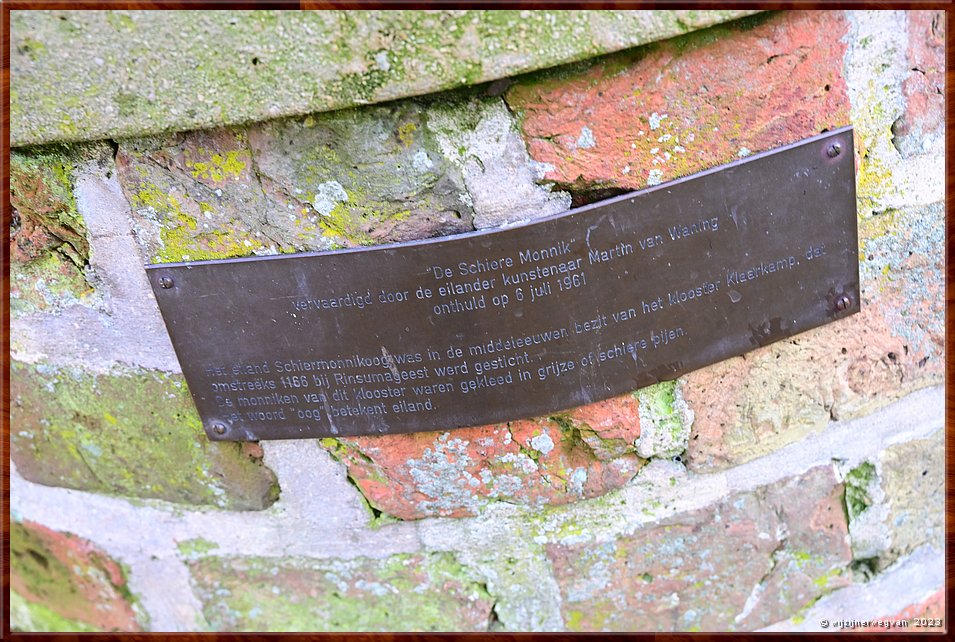 "De Schiere Monnik"
vervaardigd door de eilander kunstenaar Martin van Waning
onthuld op 6 juli 1961
Het eiland Schiermonnikoog was in de middeleeuwen bezit van het klooster Klaarkamp, dat
omstreeks 1166 bij Rinsumageest werd gesticht.
De monniken van dit klooster waren gekleed in grijze of schiere pijen.
Het woord "oog" betekent eiland.
© wijzijnerwegvan 2023